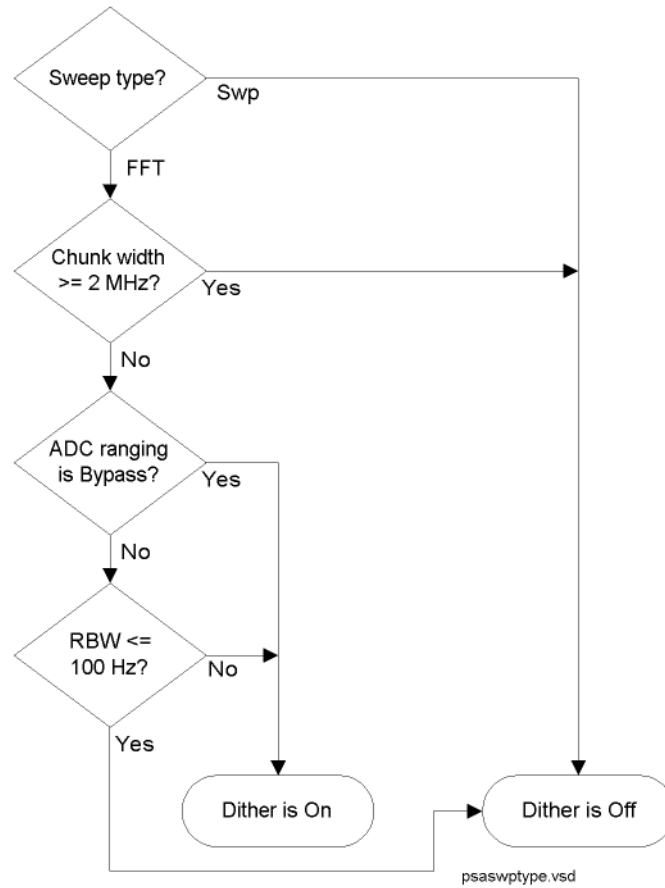 Sweep type?
Swp
FFT
Chunk width
>= 2 MHz?
Yes
No
ADC ranging
is Bypass?
Yes
No
RBW <=
100 Hz?
No
Yes
Dither is On
Dither is Off
psaswptype.vsd